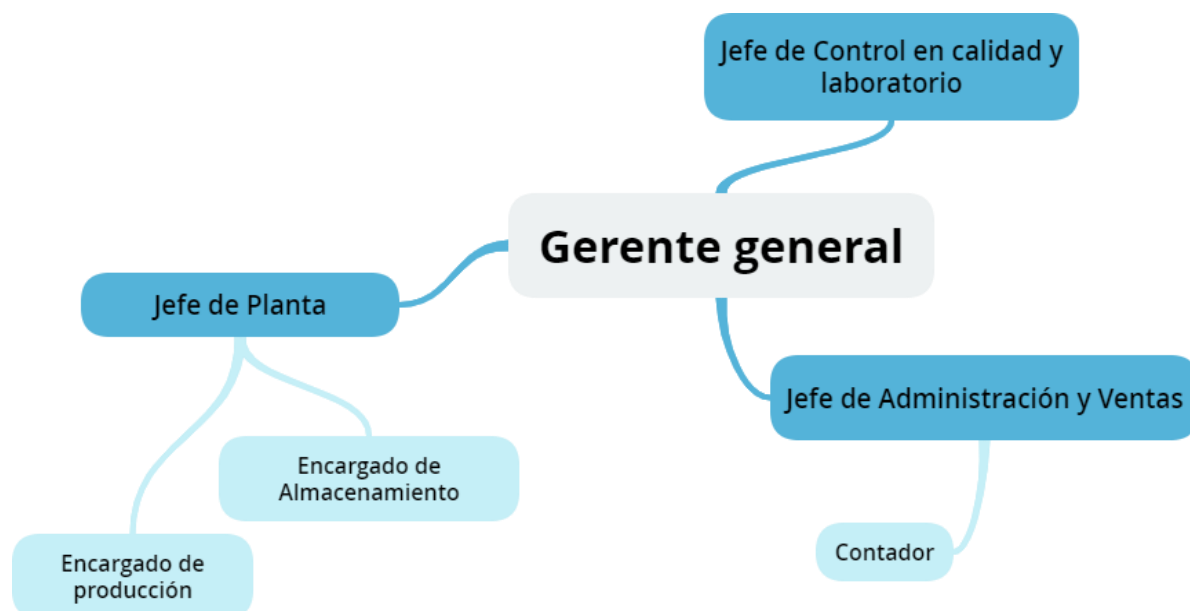 Jefe de Control en calidad y
laboratorio
Gerente general
Jefe de Planta
Jefe de Administración y Ventas
Encargado de
Almacenamiento
Contador
Encargado de
producción